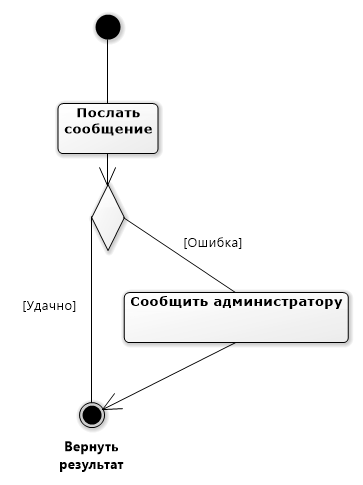 Послать
сообщение
[Ошибка]
Сообщить администратору
[Удачно]
Вернуть
результат